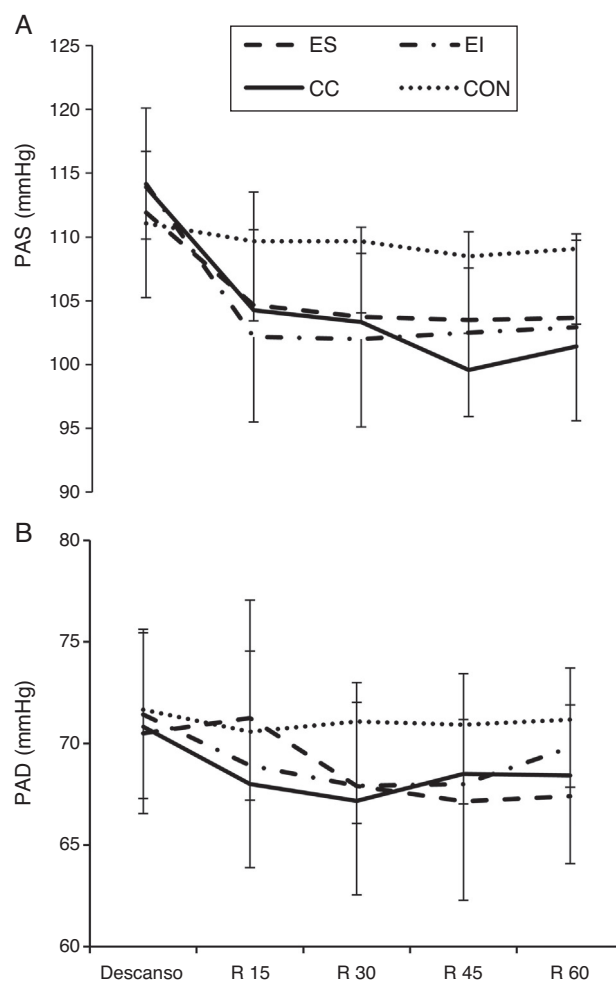 A
125
120
115
110
105
100
95
90
PAS (mmHg)
ES
EI
CC
CON
B
80
75
70
65
60
PAD (mmHg)
Descanso
R 15
R 30
R 45
R 60